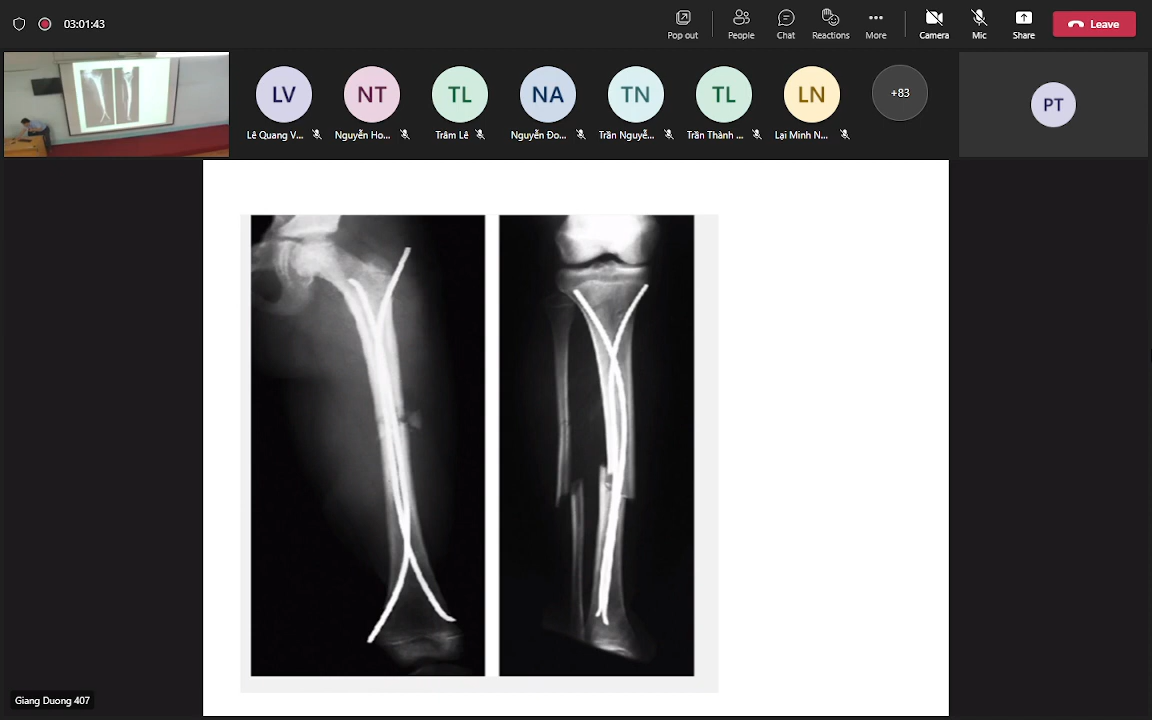 03:01:43
Pop out
People
Chat
Reactions
More
Camera
Mic
Share
Leave
LV
NT
TL
NA
TN
TL
LN
+83
PT
Lê Quang V...
Nguyễn Ho...
Trâm Lê
Nguyễn Đo...
Trần Nguyễ...
Trần Thành ...
Lại Minh N...
Giang Duong 407